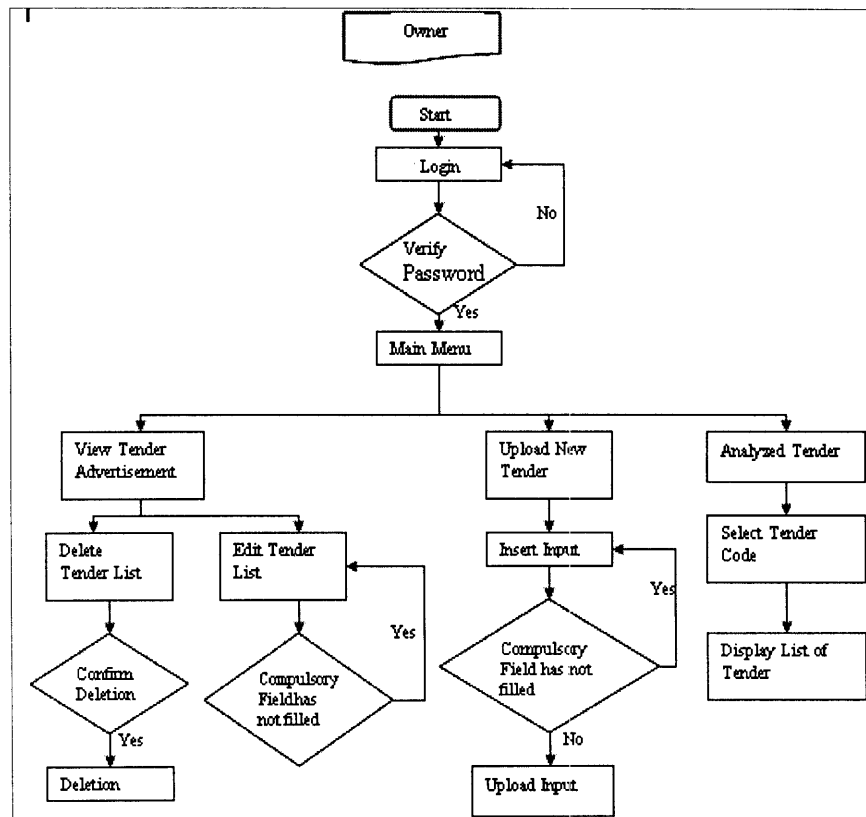 Owner
Start
Login
No
Verify
Password
Yes
Main Menu
View Tender
Advertisement
Upload New
Tender
Analyzed Tender
Delete
Tender List
Edit Tender
List
Insert Input
Select Tender
Code
Yes
Yes
Confirm
Deletion
Compulsory
Fieldhas
not filled
Compulsory
Field has not
filled
Display List of
Tender
Yes
No
Deletion
Upload Input